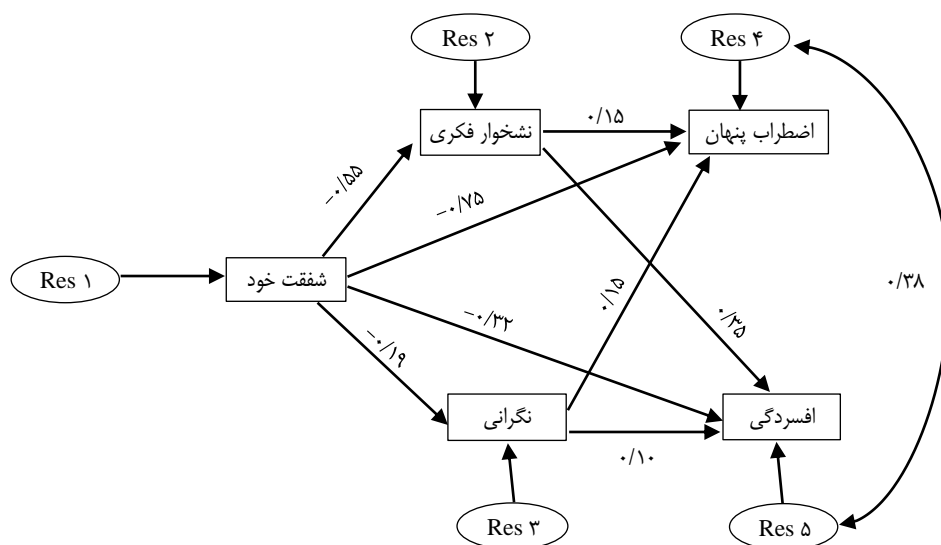 Res ۲
Res ۴
نشخوار فکری
۰/۱۵
اضطراب پنهان
−۰/۵۵
−۰/۷۵
Res ۱
شفقت خود
۰/۱۵
۰/۳۸
−۰/۳۲
۰/۳۵
−۰/۱۹
نگرانی
افسردگی
۰/۱۰
Res ۳
Res ۵